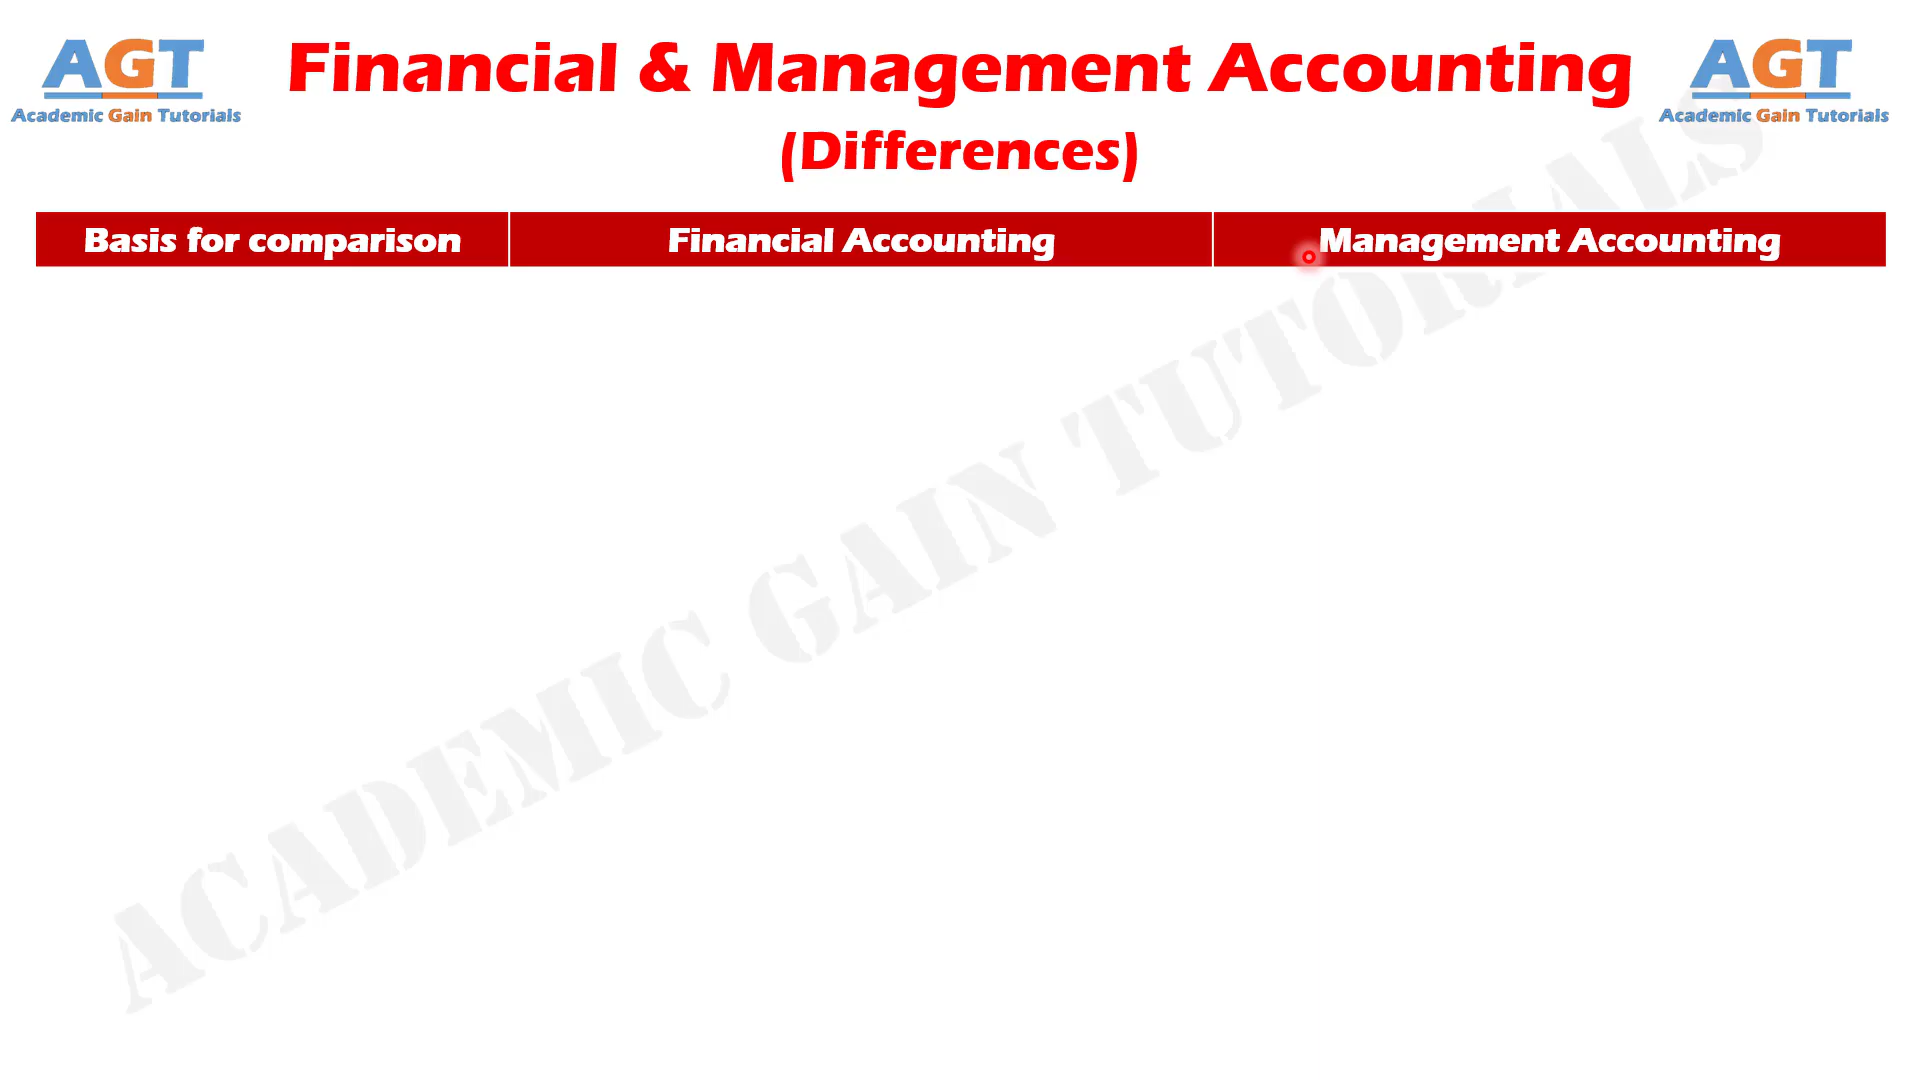 AGT
Academic Gain Tutorials
Financial & Management Accounting
(Differences)
AGT
Academic Gain Tutorials
Basis for comparison
Financial Accounting
Management Accounting
ACADEMIC GAIN TUTORIALS